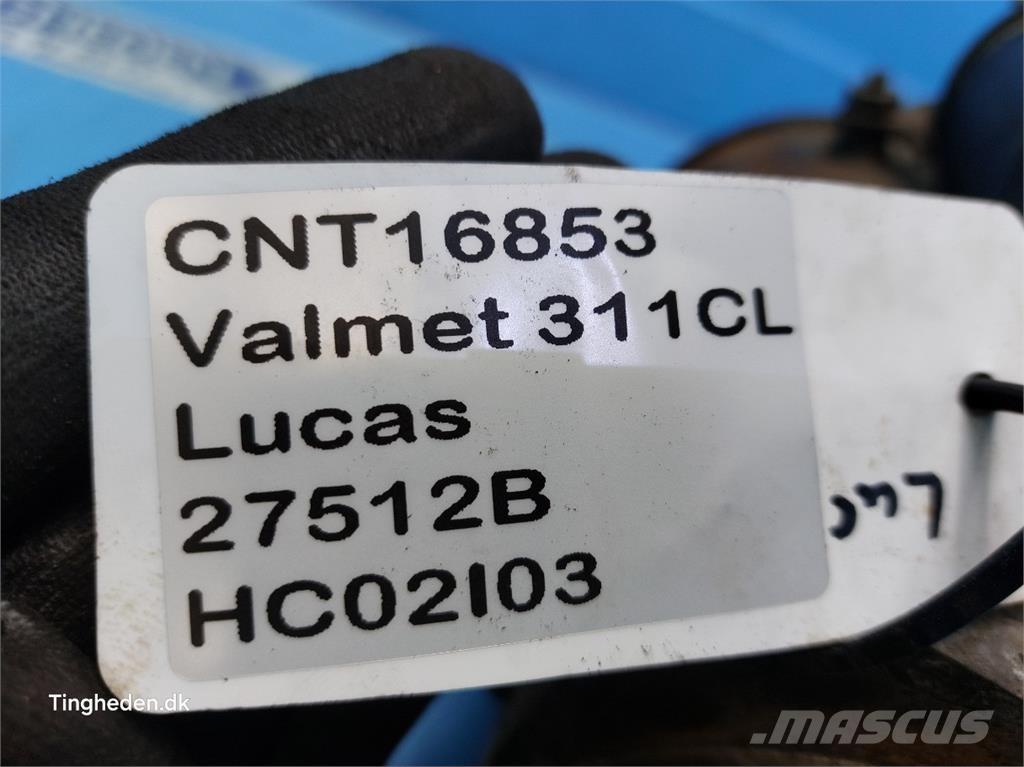 CNT16853
Valmet 311CL
Lucas
27512B
HC02I03
Tingheden.dk
MASCUS